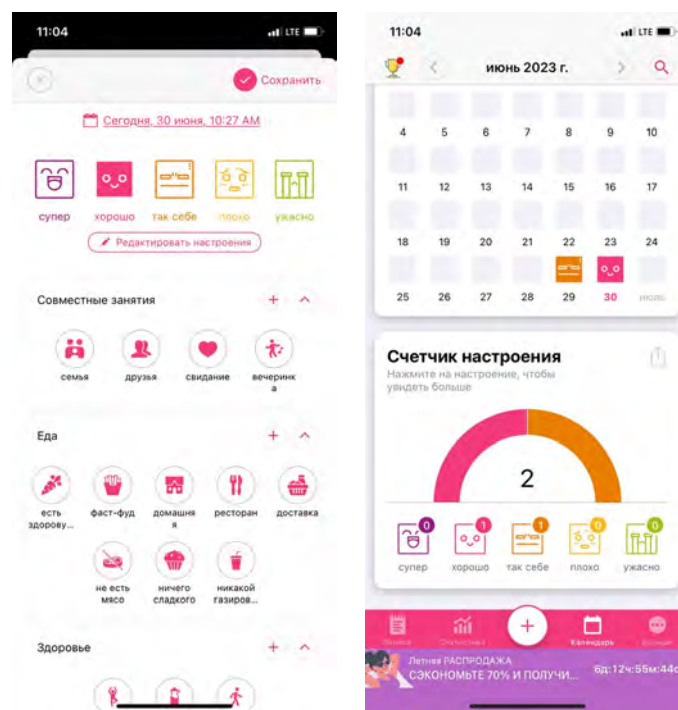 11:04
LTE
Сохранить
Сегодня, 30 июня, 10:27 AM
супер хорошо так себе плохо ужасно
Редактировать настроения
Совместные занятия
семья друзья свидание вечеринк
а
Еда
есть фаст-фуд домашня ресторан доставка
здорову... я
не есть ничего никакой
мясо сладкого газиров...
Здоровье
11:04
LTE
июнь 2023 г.
4 5 6 7 8 9 10
11 12 13 14 15 16 17
18 19 20 21 22 23 24
25 26 27 28 29 30 июль
Счетчик настроения
Нажмите на настроение, чтобы
увидеть больше
2
0 1 1 0 0
супер хорошо так себе плохо ужасно
Календарь
Летняя РАСПРОДАЖА
СЭКОНОМЬТЕ 70% И ПОЛУЧИ...
6д:12ч:55м:44с